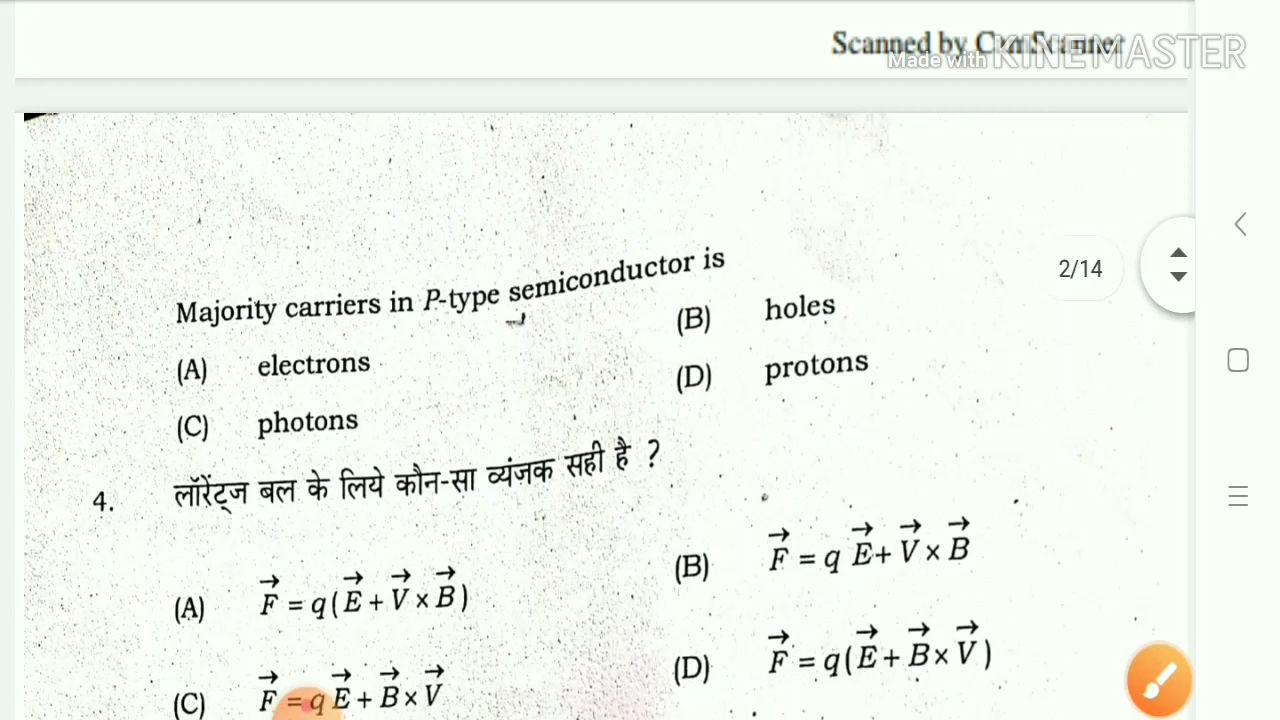 Scanned by CamScanner
Made with KINEMASTER
Majority carriers in P-type semiconductor is
(A) electrons (B) holes
(C) photons (D) protons
2/14
4. लॉरेंट्ज बल के लिये कौन-सा व्यंजक सही है ?
(A) F⃗ = q(E⃗ + V⃗ × B⃗) (B) F⃗ = q E⃗ + V⃗ × B⃗
(C) F⃗ = q E⃗ + B⃗ × V⃗ (D) F⃗ = q(E⃗ + B⃗ × V⃗)